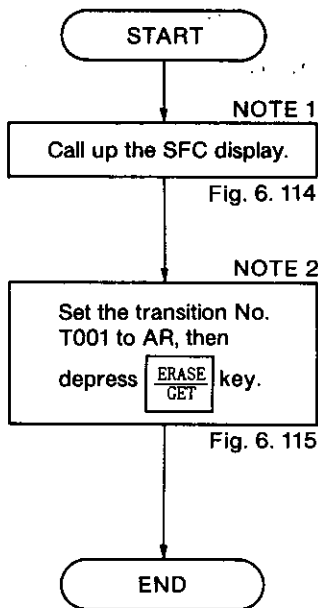 START
NOTE 1
Call up the SFC display.
Fig. 6. 114
NOTE 2
Set the transition No.
T001 to AR, then
depress ERASE
GET key.
Fig. 6. 115
END